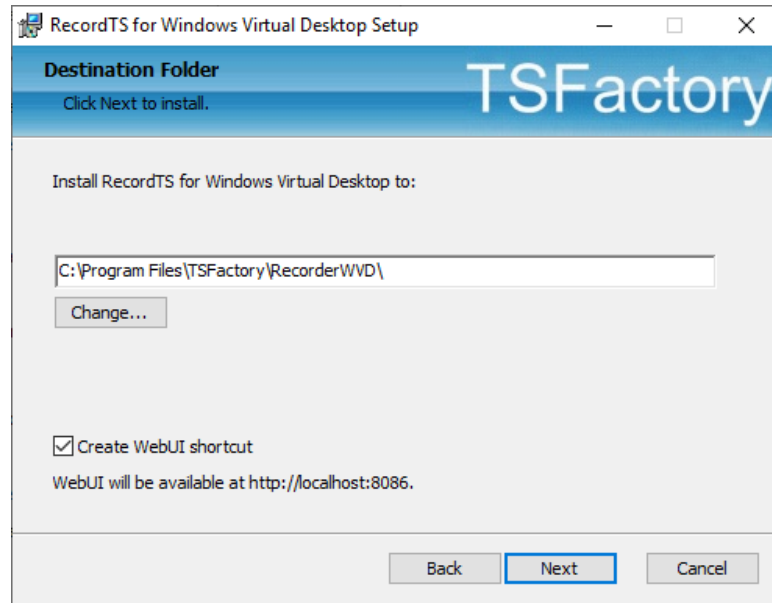 RecordTS for Windows Virtual Desktop Setup
Destination Folder
Click Next to install.
TSFactory
Install RecordTS for Windows Virtual Desktop to:
C:\Program Files\TSFactory\RecorderWVD\
Change...
Create WebUI shortcut
WebUI will be available at http://localhost:8086.
Back Next Cancel